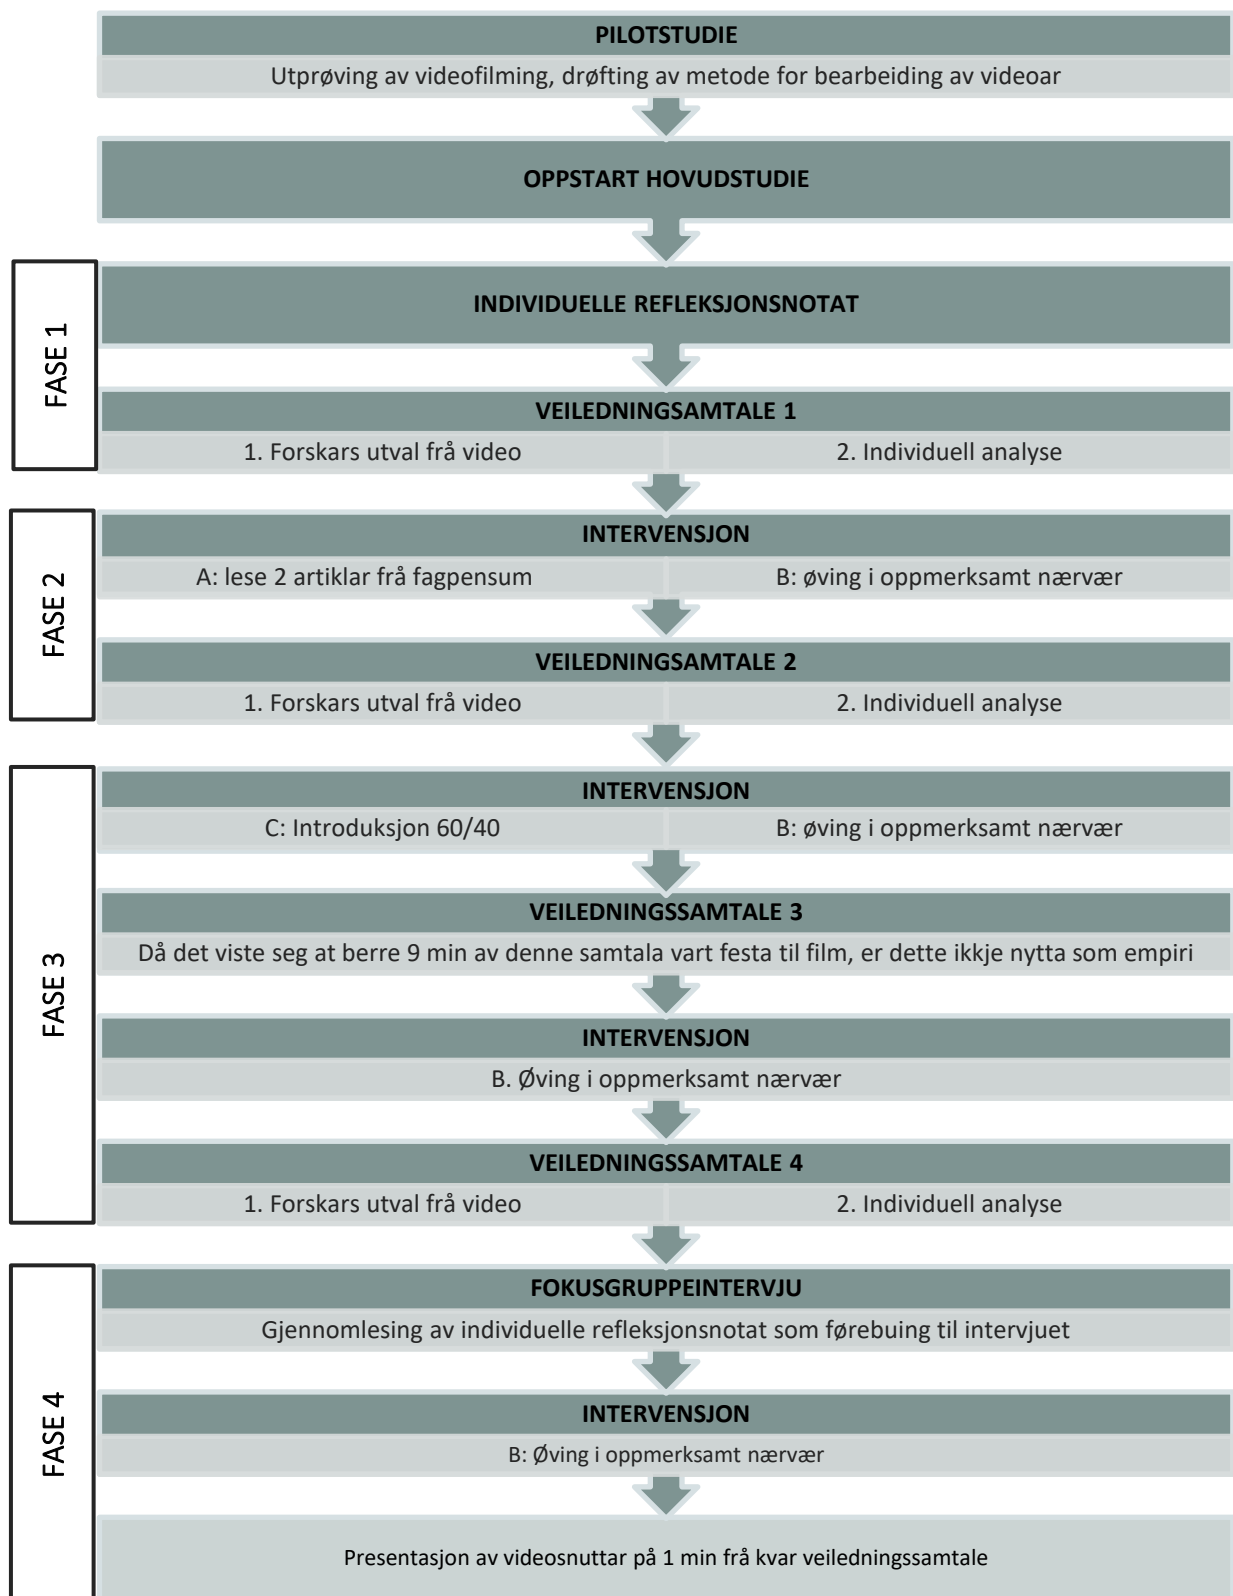 PILOTSTUDIE
Utprøving av videofilming, drøfting av metode for bearbeiding av videoar
OPPSTART HOVUDSTUDIE
FASE 1
INDIVIDUELLE REFLEKSJONSNOTAT
VEILEDNINGSAMTALE 1
1. Forskars utval frå video
2. Individuell analyse
FASE 2
INTERVENSJON
A: lese 2 artiklar frå fagpensum
B: øving i oppmerksamt nærvær
VEILEDNINGSAMTALE 2
1. Forskars utval frå video
2. Individuell analyse
FASE 3
INTERVENSJON
C: Introduksjon 60/40
B: øving i oppmerksamt nærvær
VEILEDNINGSSAMTALE 3
Då det viste seg at berre 9 min av denne samtala vart festa til film, er dette ikkje nytta som empiri
INTERVENSJON
B. Øving i oppmerksamt nærvær
VEILEDNINGSSAMTALE 4
1. Forskars utval frå video
2. Individuell analyse
FASE 4
FOKUSGRUPPEINTERVJU
Gjennomlesing av individuelle refleksjonsnotat som førebuing til intervjuet
INTERVENSJON
B: Øving i oppmerksamt nærvær
Presentasjon av videosnuttar på 1 min frå kvar veiledningssamtale